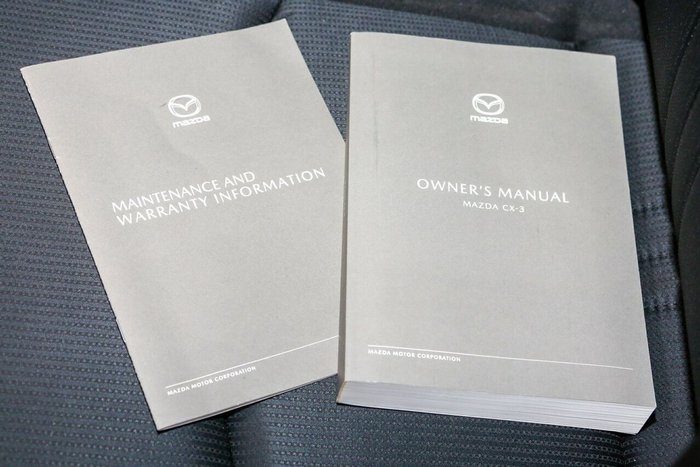 mazda
MAINTENANCE AND
WARRANTY INFORMATION
MAZDA MOTOR CORPORATION
mazda
OWNER'S MANUAL
MAZDA CX-3
MAZDA MOTOR CORPORATION